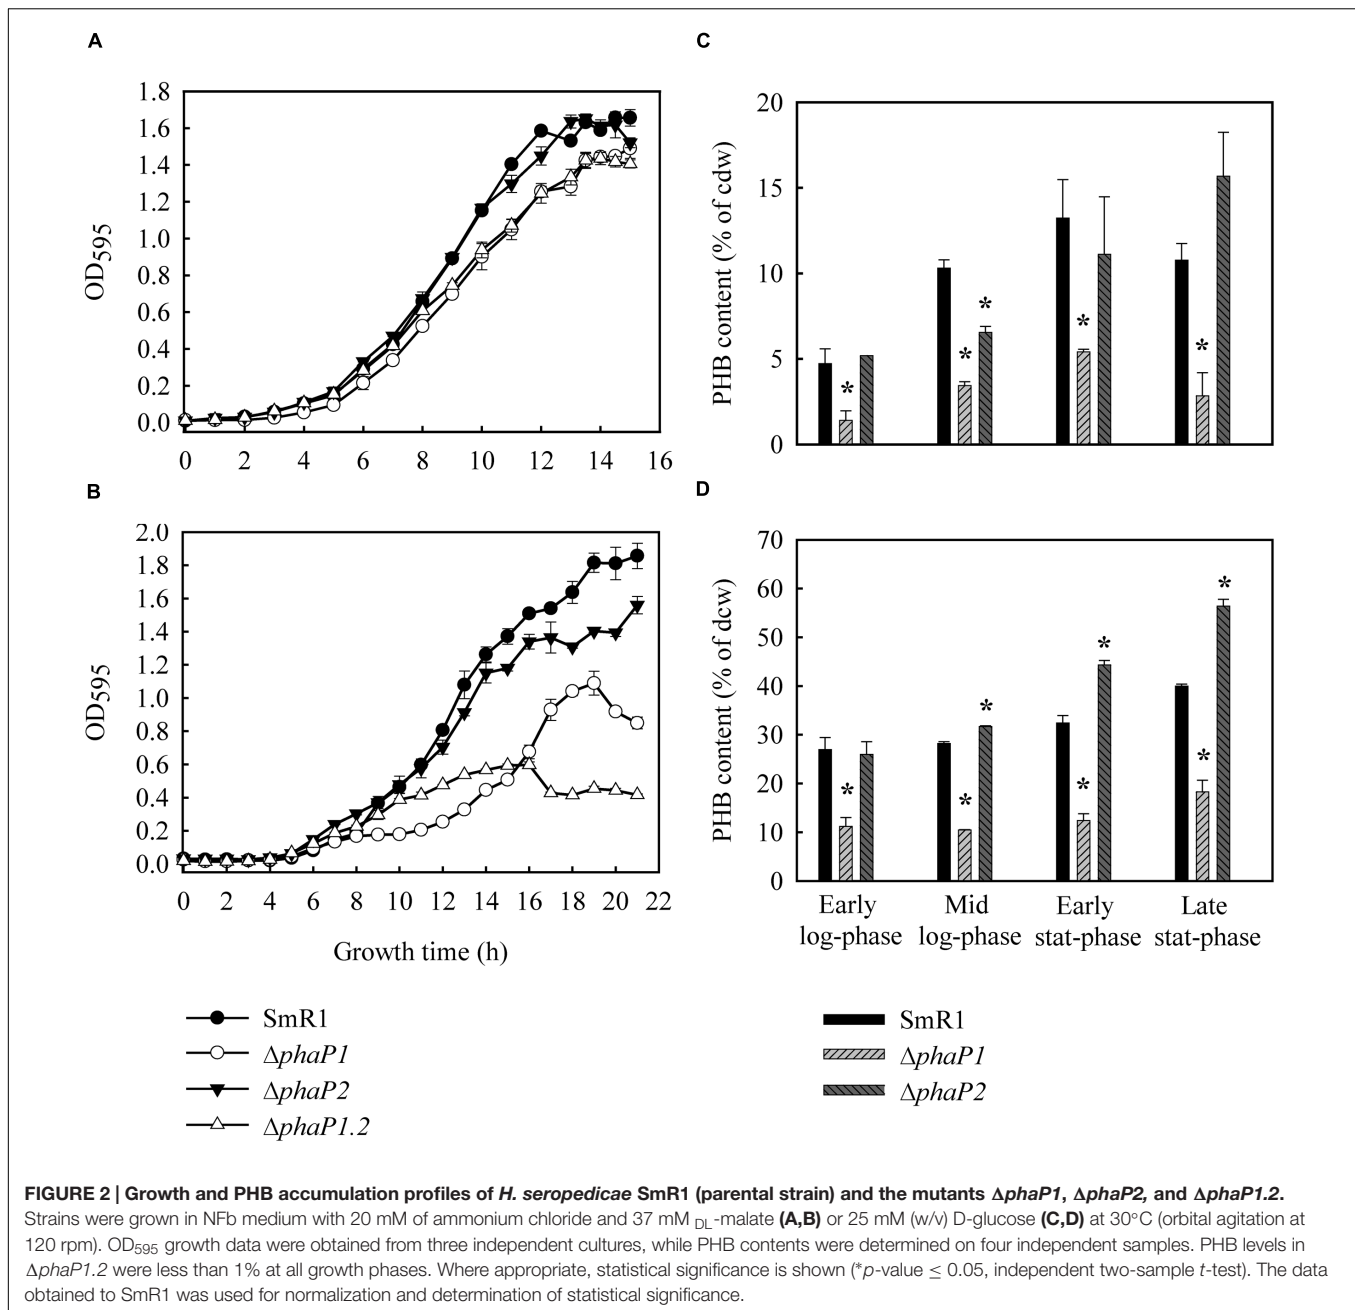 A
1.8
1.6
1.4
1.2
1.0
0.8
0.6
0.4
0.2
0.0
OD595
0 2 4 6 8 10 12 14 16
B
2.0
1.8
1.6
1.4
1.2
1.0
0.8
0.6
0.4
0.2
0.0
OD595
0 2 4 6 8 10 12 14 16 18 20 22
Growth time (h)
SmR1
ΔphaP1
ΔphaP2
ΔphaP1.2
C
20
15
10
5
0
PHB content (% of cdw)
* * * * *
D
70
60
50
40
30
20
10
0
PHB content (% of dcw)
* * * * * * *
Early Mid Early Late
log-phase log-phase stat-phase stat-phase
SmR1
ΔphaP1
ΔphaP2
FIGURE 2 | Growth and PHB accumulation profiles of H. seropedicae SmR1 (parental strain) and the mutants ΔphaP1, ΔphaP2, and ΔphaP1.2.
Strains were grown in NFb medium with 20 mM of ammonium chloride and 37 mM DL-malate (A,B) or 25 mM (w/v) D-glucose (C,D) at 30°C (orbital agitation at
120 rpm). OD595 growth data were obtained from three independent cultures, while PHB contents were determined on four independent samples. PHB levels in
ΔphaP1.2 were less than 1% at all growth phases. Where appropriate, statistical significance is shown (*p-value ≤ 0.05, independent two-sample t-test). The data
obtained to SmR1 was used for normalization and determination of statistical significance.